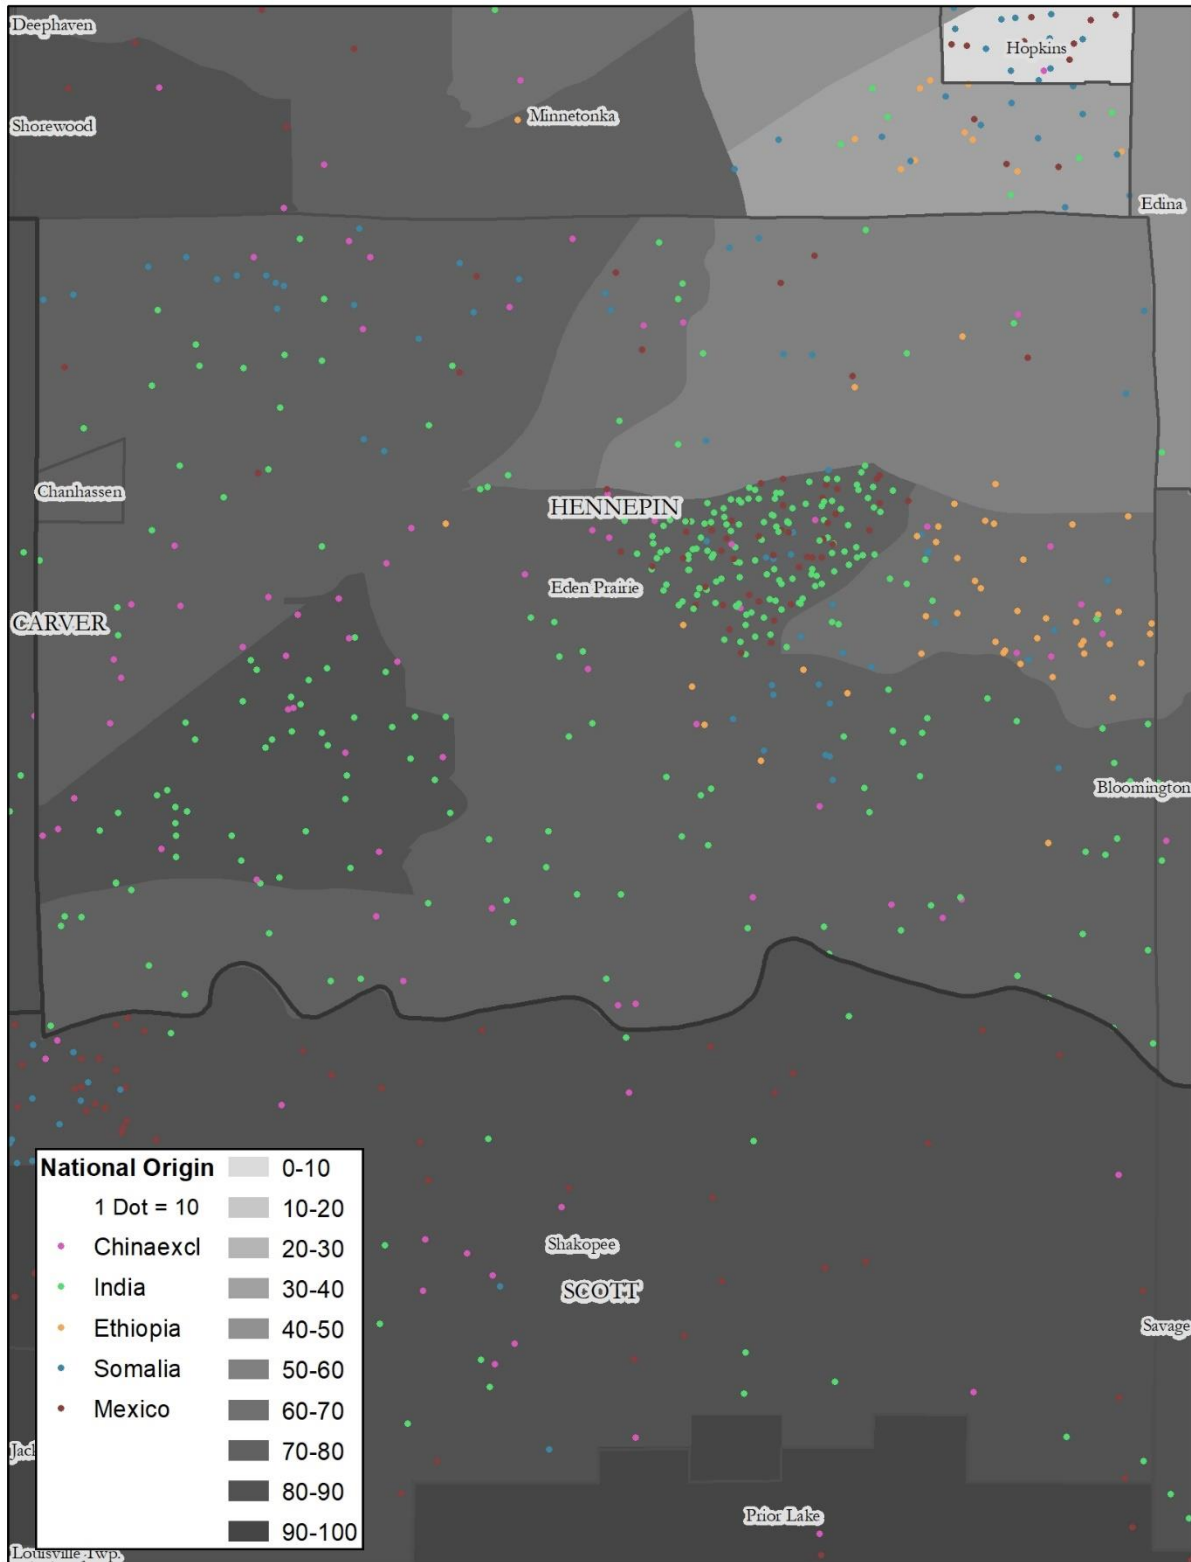 Deephaven
Hopkins
Minnetonka
Shorewood
Edina
Chanhassen
HENNEPIN
Eden Prairie
CARVER
Bloomington
National Origin
1 Dot = 10
Chinaexcl
India
Ethiopia
Somalia
Mexico
0-10
10-20
20-30
30-40
40-50
50-60
60-70
70-80
80-90
90-100
Shakopee
SCOTT
Savage
Jack
Prior Lake
Louisville Twp.